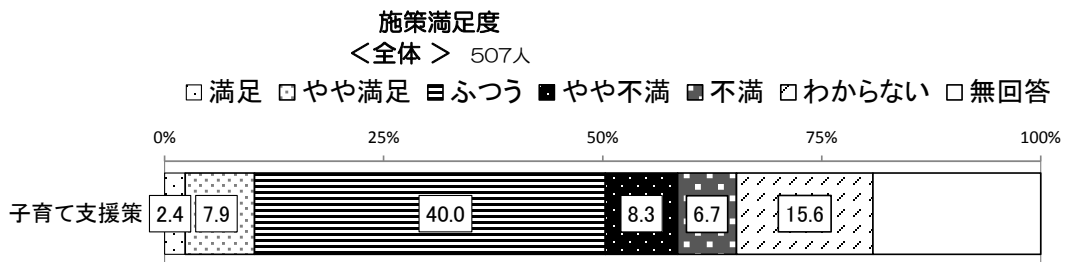 施策満足度
＜全体 ＞ 507人
満足 やや満足 ふつう やや不満 不満 わからない 無回答
0% 25% 50% 75% 100%
子育て支援策 2.4 7.9 40.0 8.3 6.7 15.6